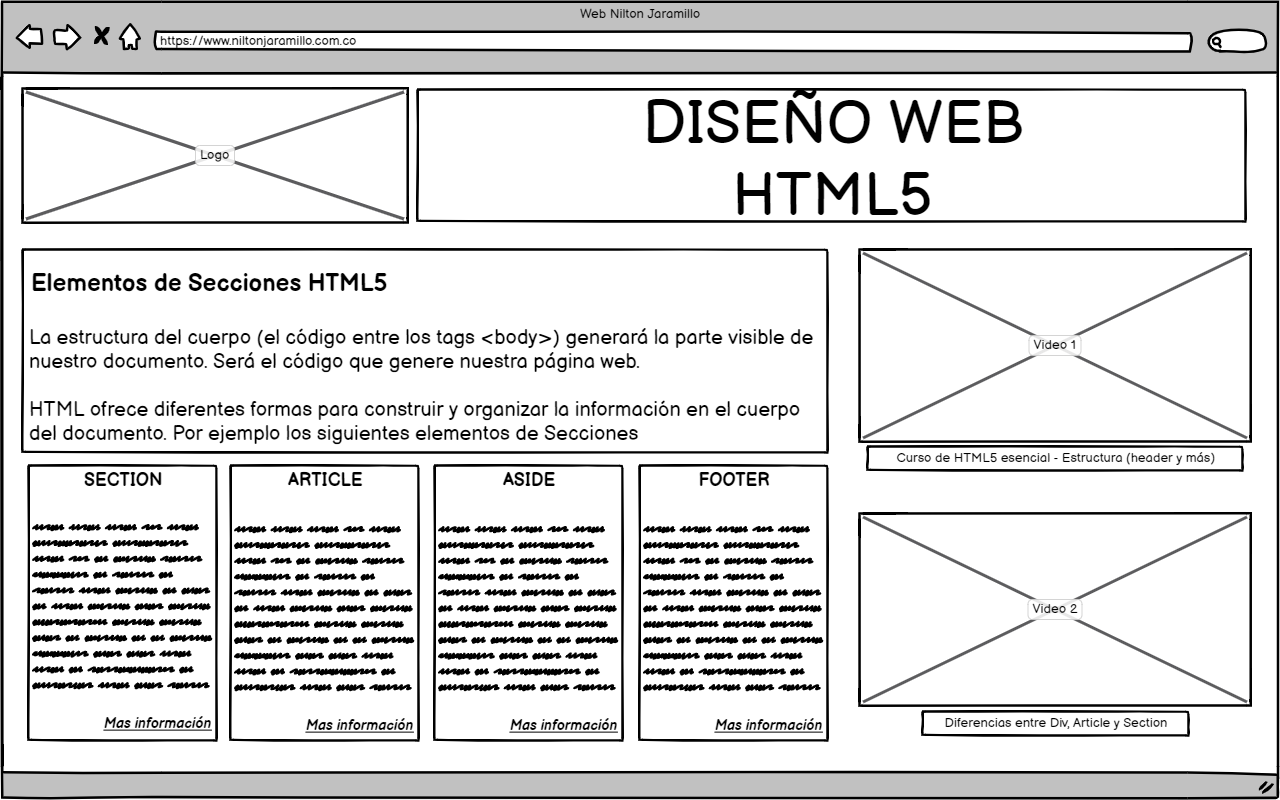 Web Nilton Jaramillo
https://www.niltonjaramillo.com.co
Logo
DISEÑO WEB
HTML5
Elementos de Secciones HTML5
La estructura del cuerpo (el código entre los tags <body>) generará la parte visible de
nuestro documento. Será el código que genere nuestra página web.
HTML ofrece diferentes formas para construir y organizar la información en el cuerpo
del documento. Por ejemplo los siguientes elementos de Secciones
SECTION
Mas información
ARTICLE
Mas información
ASIDE
Mas información
FOOTER
Mas información
Video 1
Curso de HTML5 esencial - Estructura (header y más)
Video 2
Diferencias entre Div, Article y Section